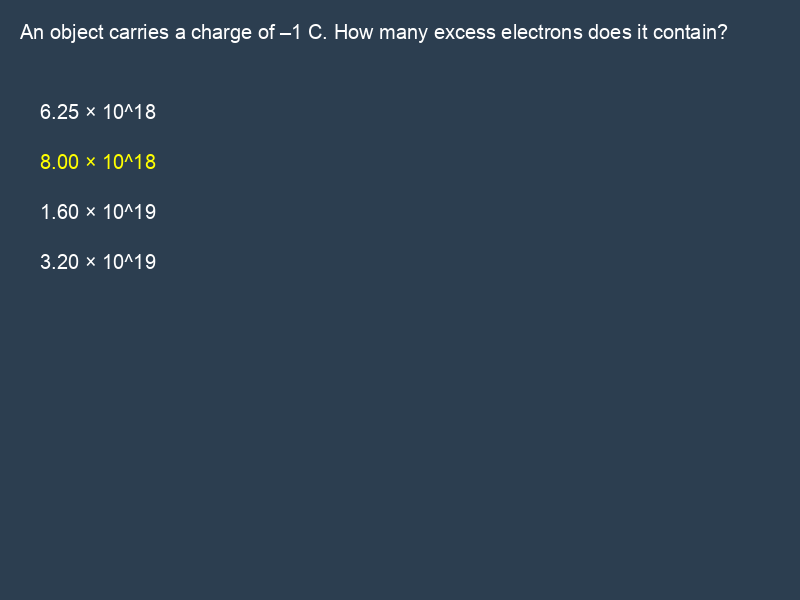 An object carries a charge of –1 C. How many excess electrons does it contain?
6.25 × 10^18
8.00 × 10^18
1.60 × 10^19
3.20 × 10^19